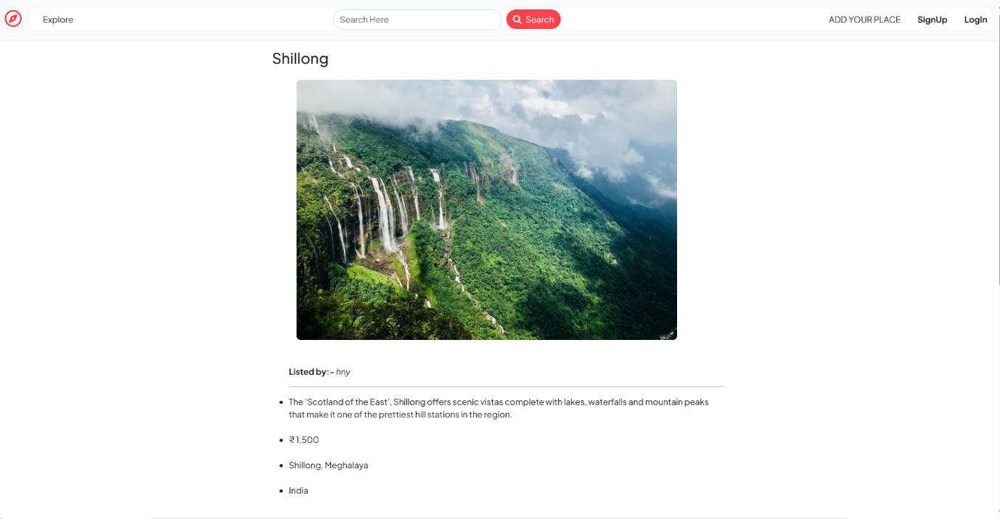 Explore
Search Here
Search
ADD YOUR PLACE
SignUp
LogIn
Shillong
Listed by:- hny
The ‘Scotland of the East’, Shillong offers scenic vistas complete with lakes, waterfalls and mountain peaks
that make it one of the prettiest hill stations in the region.
₹1,500
Shillong, Meghalaya
India